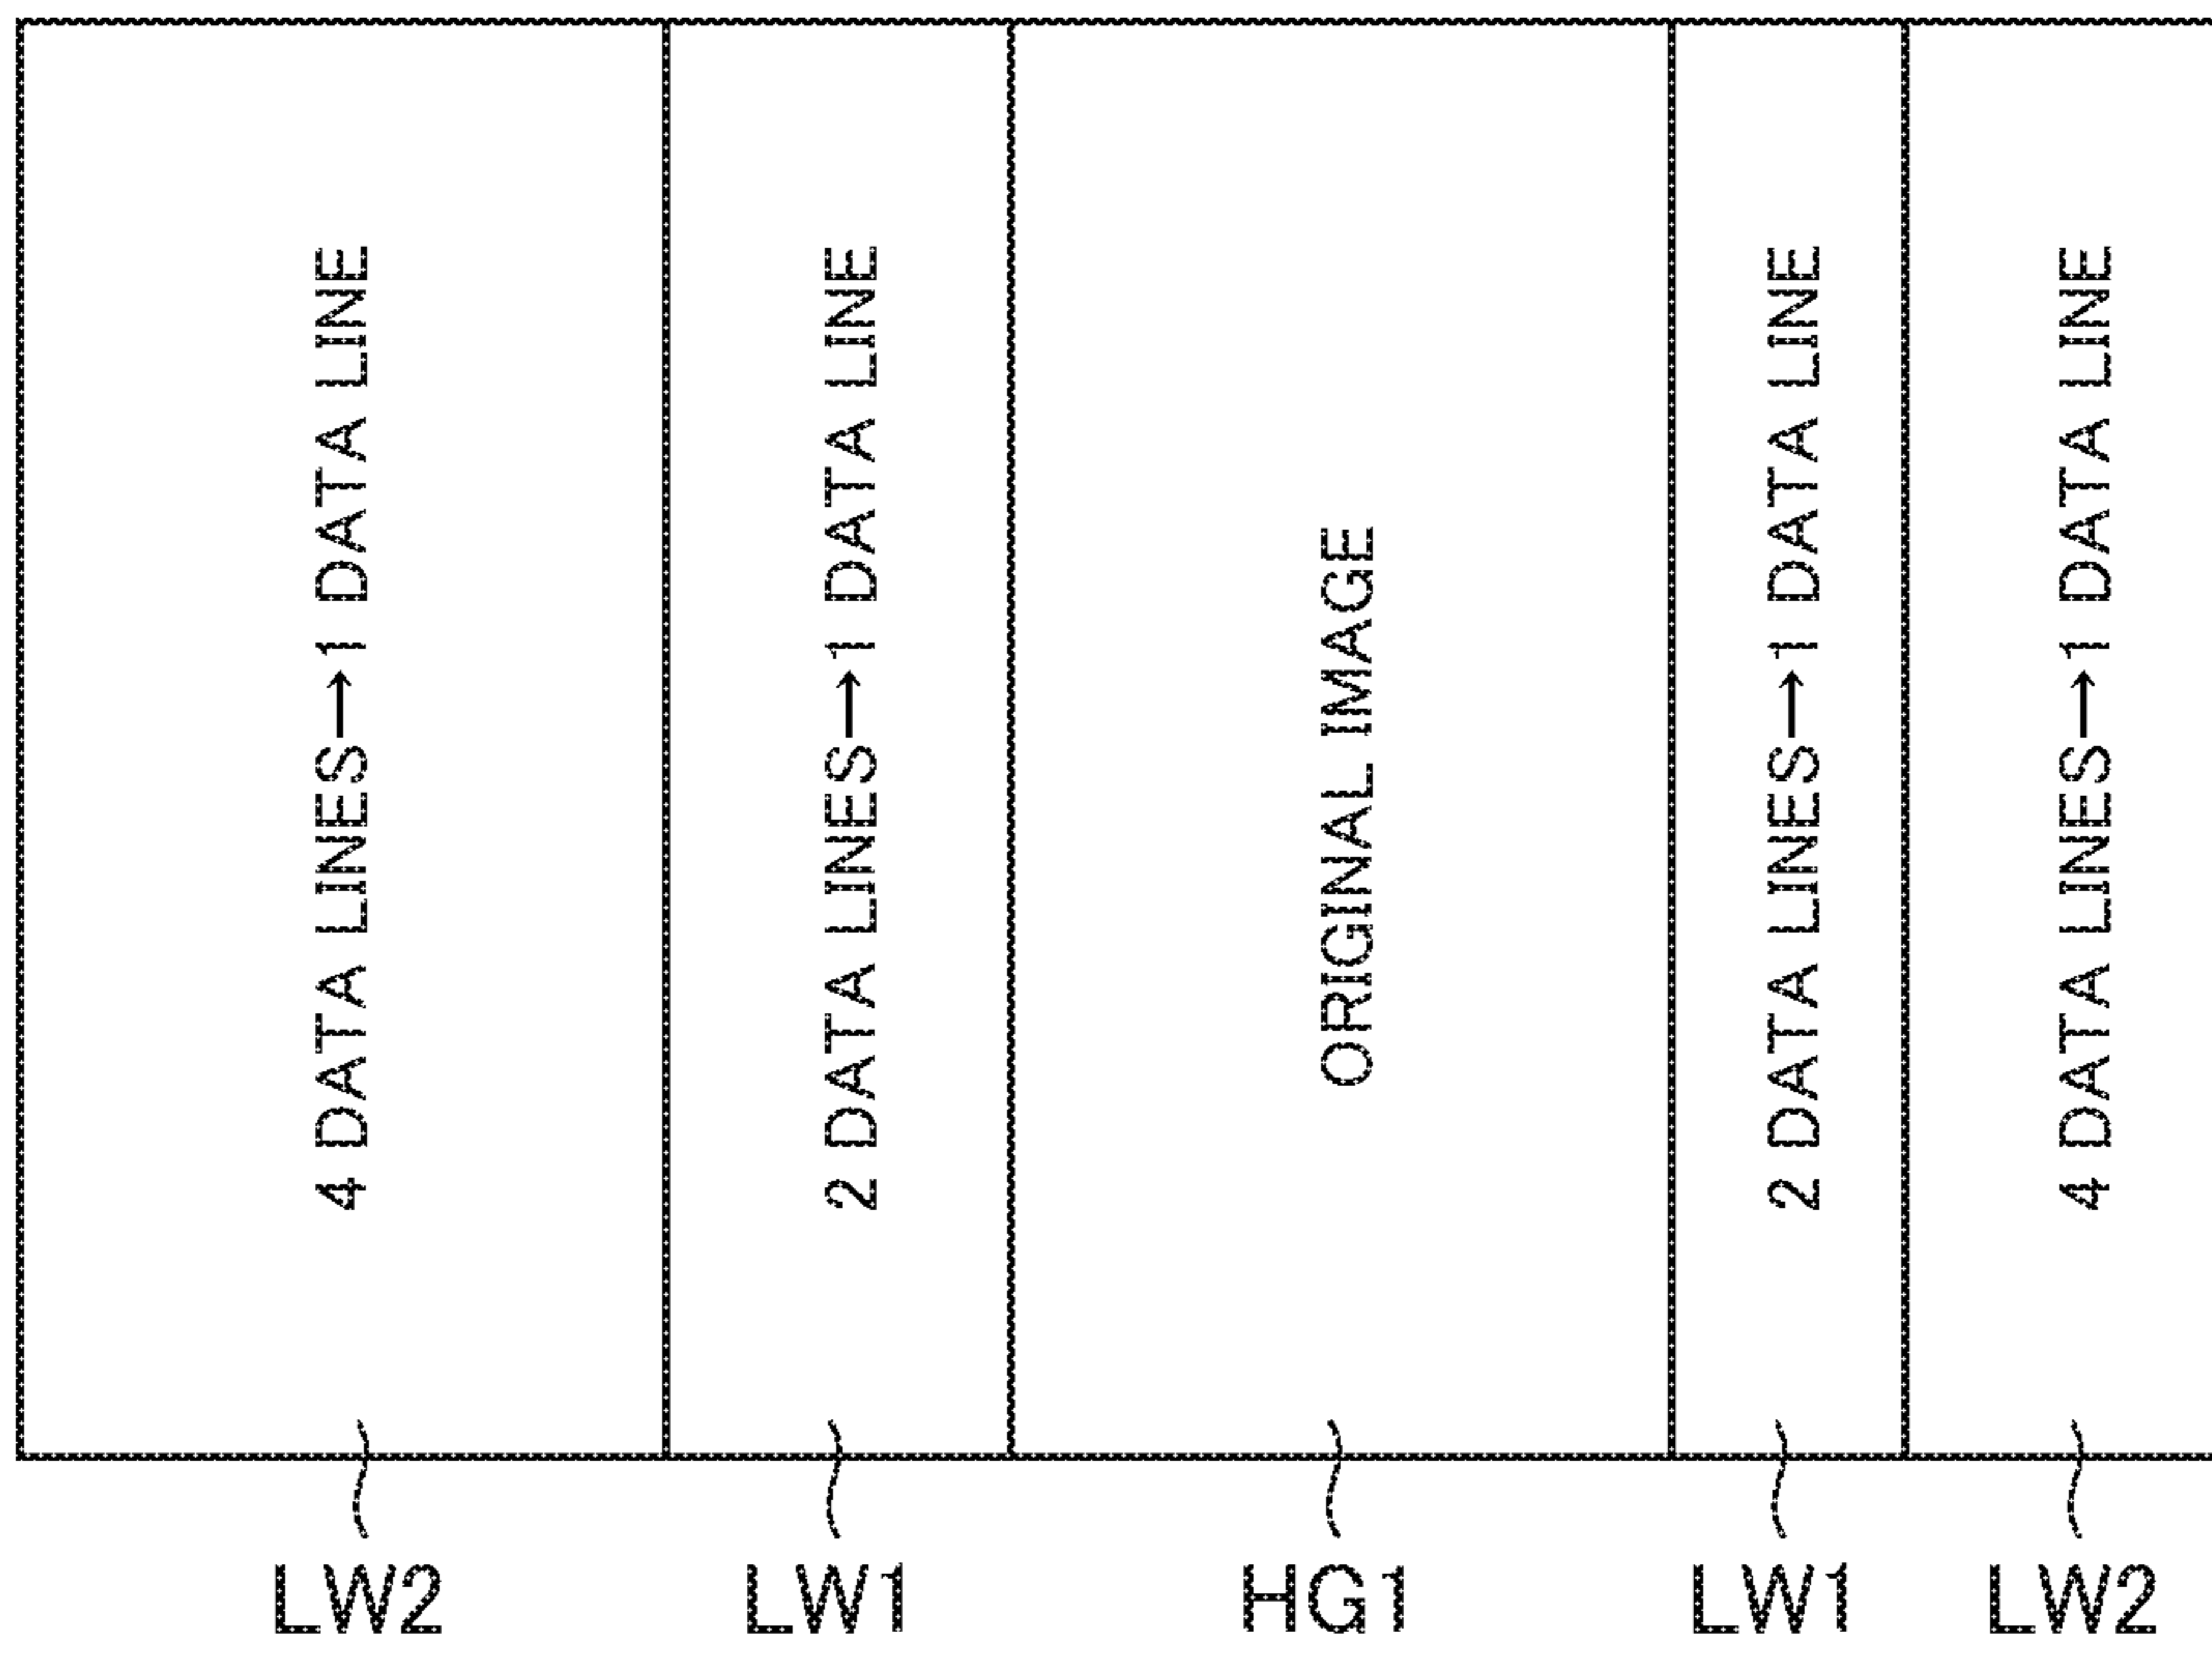 4 DATA LINES→1 DATA LINE
2 DATA LINES→1 DATA LINE
ORIGINAL IMAGE
2 DATA LINES→1 DATA LINE
4 DATA LINES→1 DATA LINE
LW2
LW1
HG1
LW1
LW2